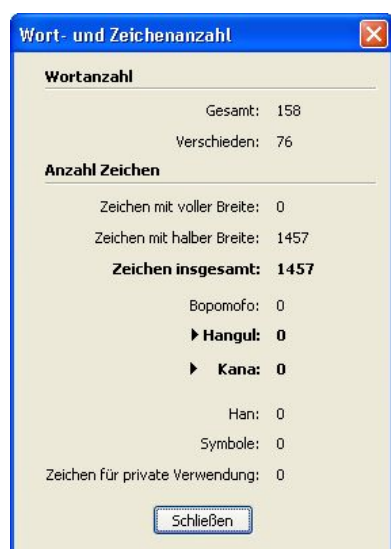 Wort- und Zeichenanzahl
Wortanzahl
Gesamt: 158
Verschieden: 76
Anzahl Zeichen
Zeichen mit voller Breite: 0
Zeichen mit halber Breite: 1457
Zeichen insgesamt: 1457
Bopomofo: 0
Hangul: 0
Kana: 0
Han: 0
Symbole: 0
Zeichen für private Verwendung: 0
Schließen